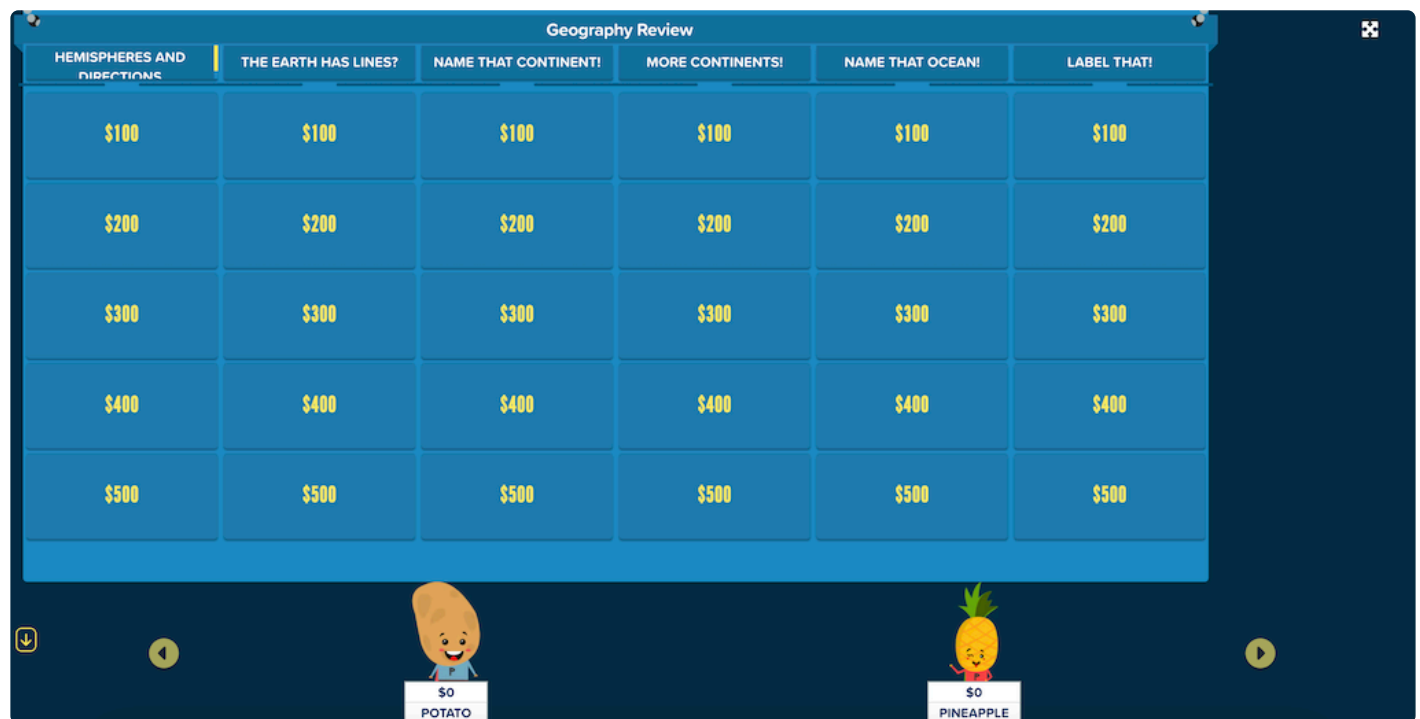 Geography Review
HEMISPHERES AND
DIRECTIONS
THE EARTH HAS LINES?
NAME THAT CONTINENT!
MORE CONTINENTS!
NAME THAT OCEAN!
LABEL THAT!
$100 $100 $100 $100 $100 $100
$200 $200 $200 $200 $200 $200
$300 $300 $300 $300 $300 $300
$400 $400 $400 $400 $400 $400
$500 $500 $500 $500 $500 $500
P P
$0 $0
POTATO PINEAPPLE